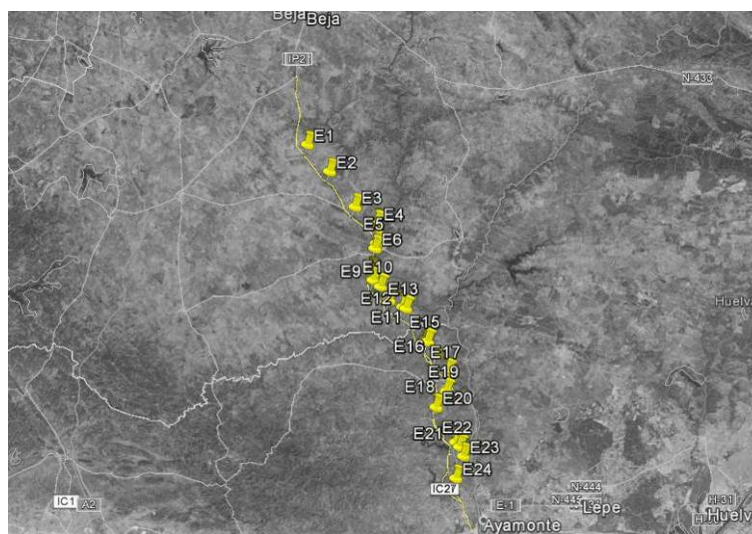 Beja
Beja
IP2
N-433
E1
E2
E3
E4
E5
E6
E10
E9
E13
E12
E11
E15
E16
E17
E19
E18
E20
E22
E21
E23
E24
IC27
IC1
A2
N-444
E-1
Lepe
H-31
Huelva
Ayamonte